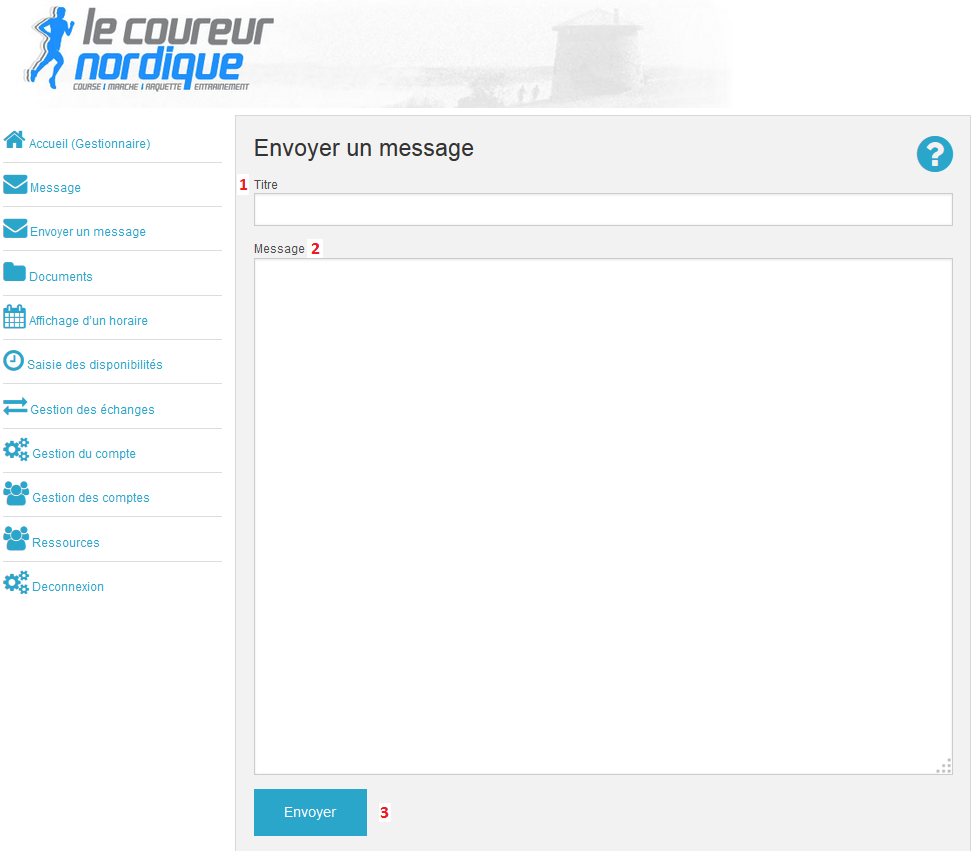 le coureur
nordique
COURSE I MARCHE I RAQUETTE I ENTRAINEMENT
Accueil (Gestionnaire)
Message
Envoyer un message
Documents
Affichage d'un horaire
Saisie des disponibilités
Gestion des échanges
Gestion du compte
Gestion des comptes
Ressources
Deconnexion
Envoyer un message
?
1 Titre
Message 2
Envoyer 3